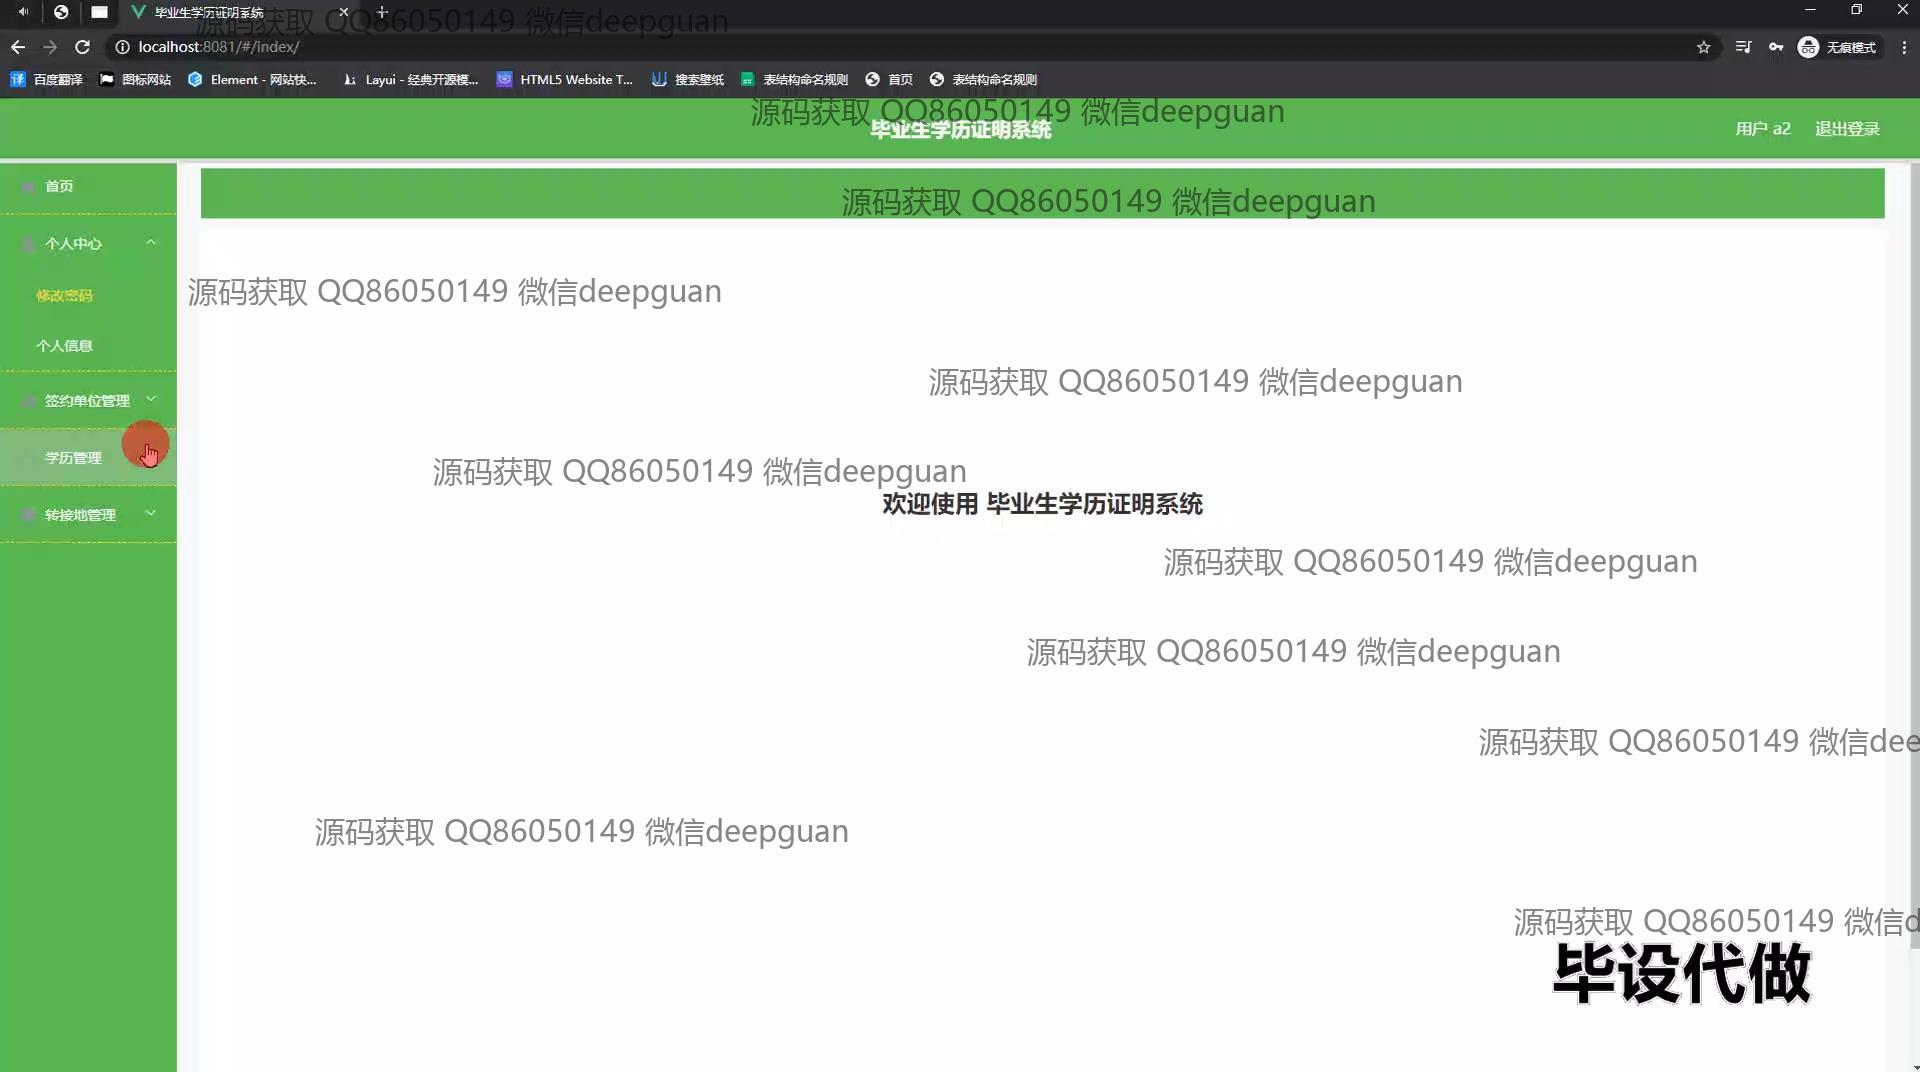 毕业生学历证明系统
源码获取 QQ86050149 微信deepguan
localhost:8081/#/index/
无痕模式
百度翻译
图标网站
Element - 网站快...
Layui - 经典开源模...
HTML5 Website T...
搜索壁纸
表结构命名规则
首页
表结构命名规则
源码获取 QQ86050149 微信deepguan
毕业生学历证明系统
用户 a2
退出登录
首页
源码获取 QQ86050149 微信deepguan
个人中心
修改密码
源码获取 QQ86050149 微信deepguan
个人信息
源码获取 QQ86050149 微信deepguan
签约单位管理
学历管理
源码获取 QQ86050149 微信deepguan
欢迎使用 毕业生学历证明系统
转接地管理
源码获取 QQ86050149 微信deepguan
源码获取 QQ86050149 微信deepguan
源码获取 QQ86050149 微信dee
源码获取 QQ86050149 微信deepguan
源码获取 QQ86050149 微信d
毕设代做